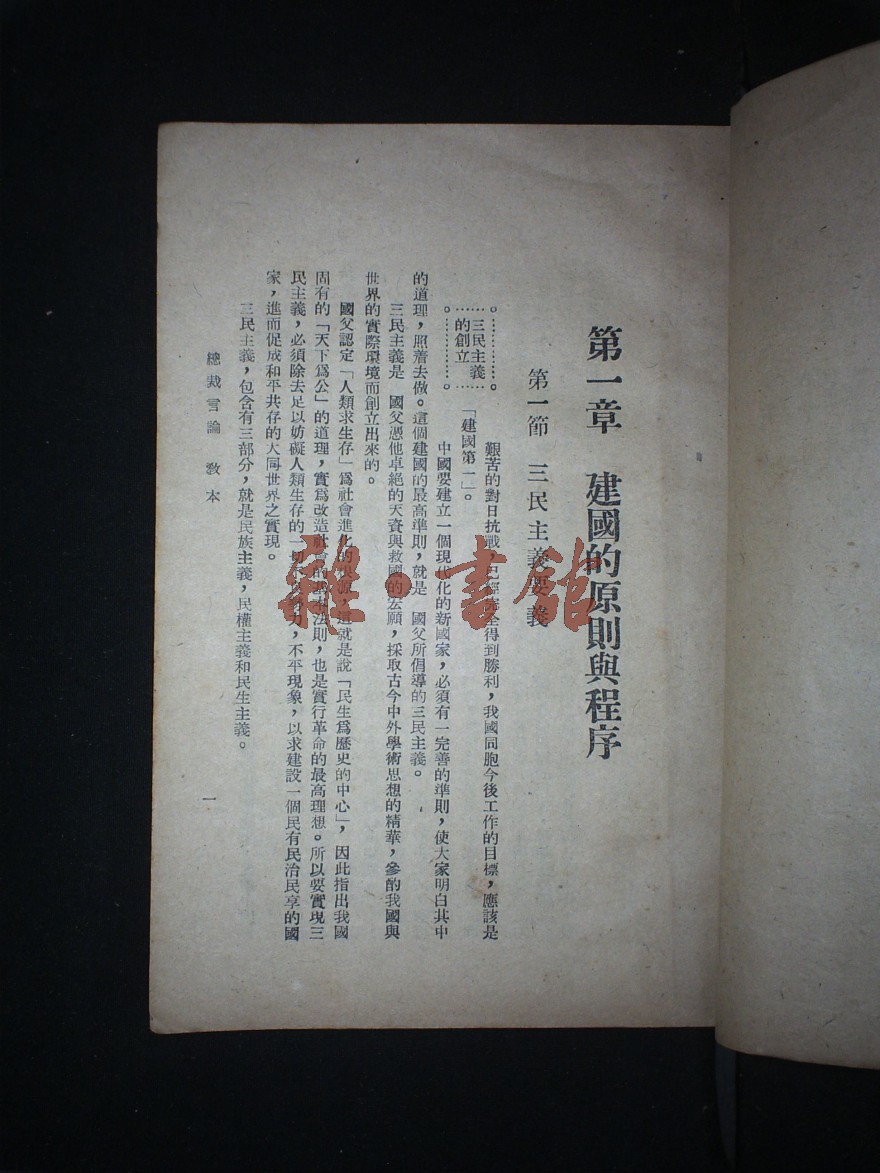 第一章　建國的原則與程序
第一節　三民主義要義
三民主義
的創立
艱苦的對日抗戰，已經完全得到勝利，我國同胞今後工作的目標，應該是
「建國第一」。
中國要建立一個現代化的新國家，必須有一完善的準則，使大家明白其中
的道理，照着去做。這個建國的最高準則，就是　國父所倡導的三民主義。
三民主義是　國父憑他卓絕的天資與救國的宏願，採取古今中外學術思想的精華，參酌我國與
世界的實際環境而創立出來的。
國父認定「人類求生存」爲社會進化的，這就是說「民生爲歷史的中心」，因此指出我國
固有的「天下爲公」的道理，實爲改造社會的基本法則，也是實行革命的最高理想。所以要實現三
民主義，必須除去足以妨礙人類生存的一切不良勢力，不平現象，以求建設一個民有民治民享的國
家，進而促成和平共存的大同世界之實現。
三民主義，包含有三部分，就是民族主義，民權主義和民生主義。
總裁言論　教本
一
雅・書館